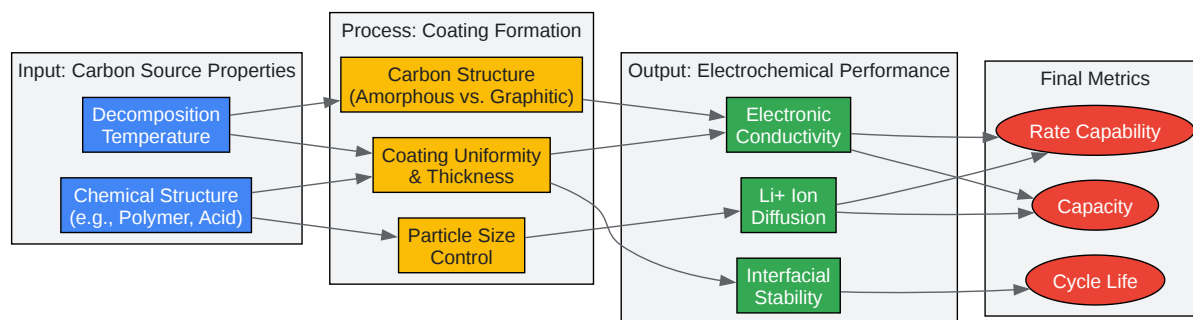 Input: Carbon Source Properties
Decomposition
Temperature
Chemical Structure
(e.g., Polymer, Acid)
Process: Coating Formation
Carbon Structure
(Amorphous vs. Graphitic)
Coating Uniformity
& Thickness
Particle Size
Control
Output: Electrochemical Performance
Electronic
Conductivity
Li+ Ion
Diffusion
Interfacial
Stability
Final Metrics
Rate Capability
Capacity
Cycle Life